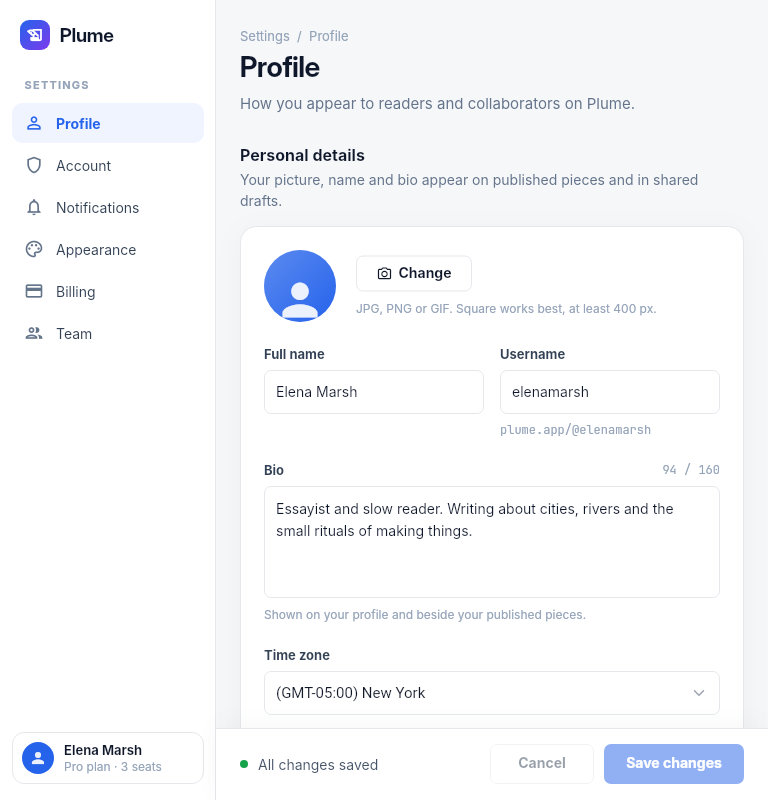 Plume
SETTINGS
Profile
Account
Notifications
Appearance
Billing
Team
Elena Marsh
Pro plan · 3 seats
Settings / Profile
Profile
How you appear to readers and collaborators on Plume.
Personal details
Your picture, name and bio appear on published pieces and in shared
drafts.
Change
JPG, PNG or GIF. Square works best, at least 400 px.
Full name
Username
Elena Marsh
elenamarsh
plume.app/@elenamarsh
Bio
94 / 160
Essayist and slow reader. Writing about cities, rivers and the
small rituals of making things.
Shown on your profile and beside your published pieces.
Time zone
(GMT-05:00) New York
All changes saved
Cancel
Save changes